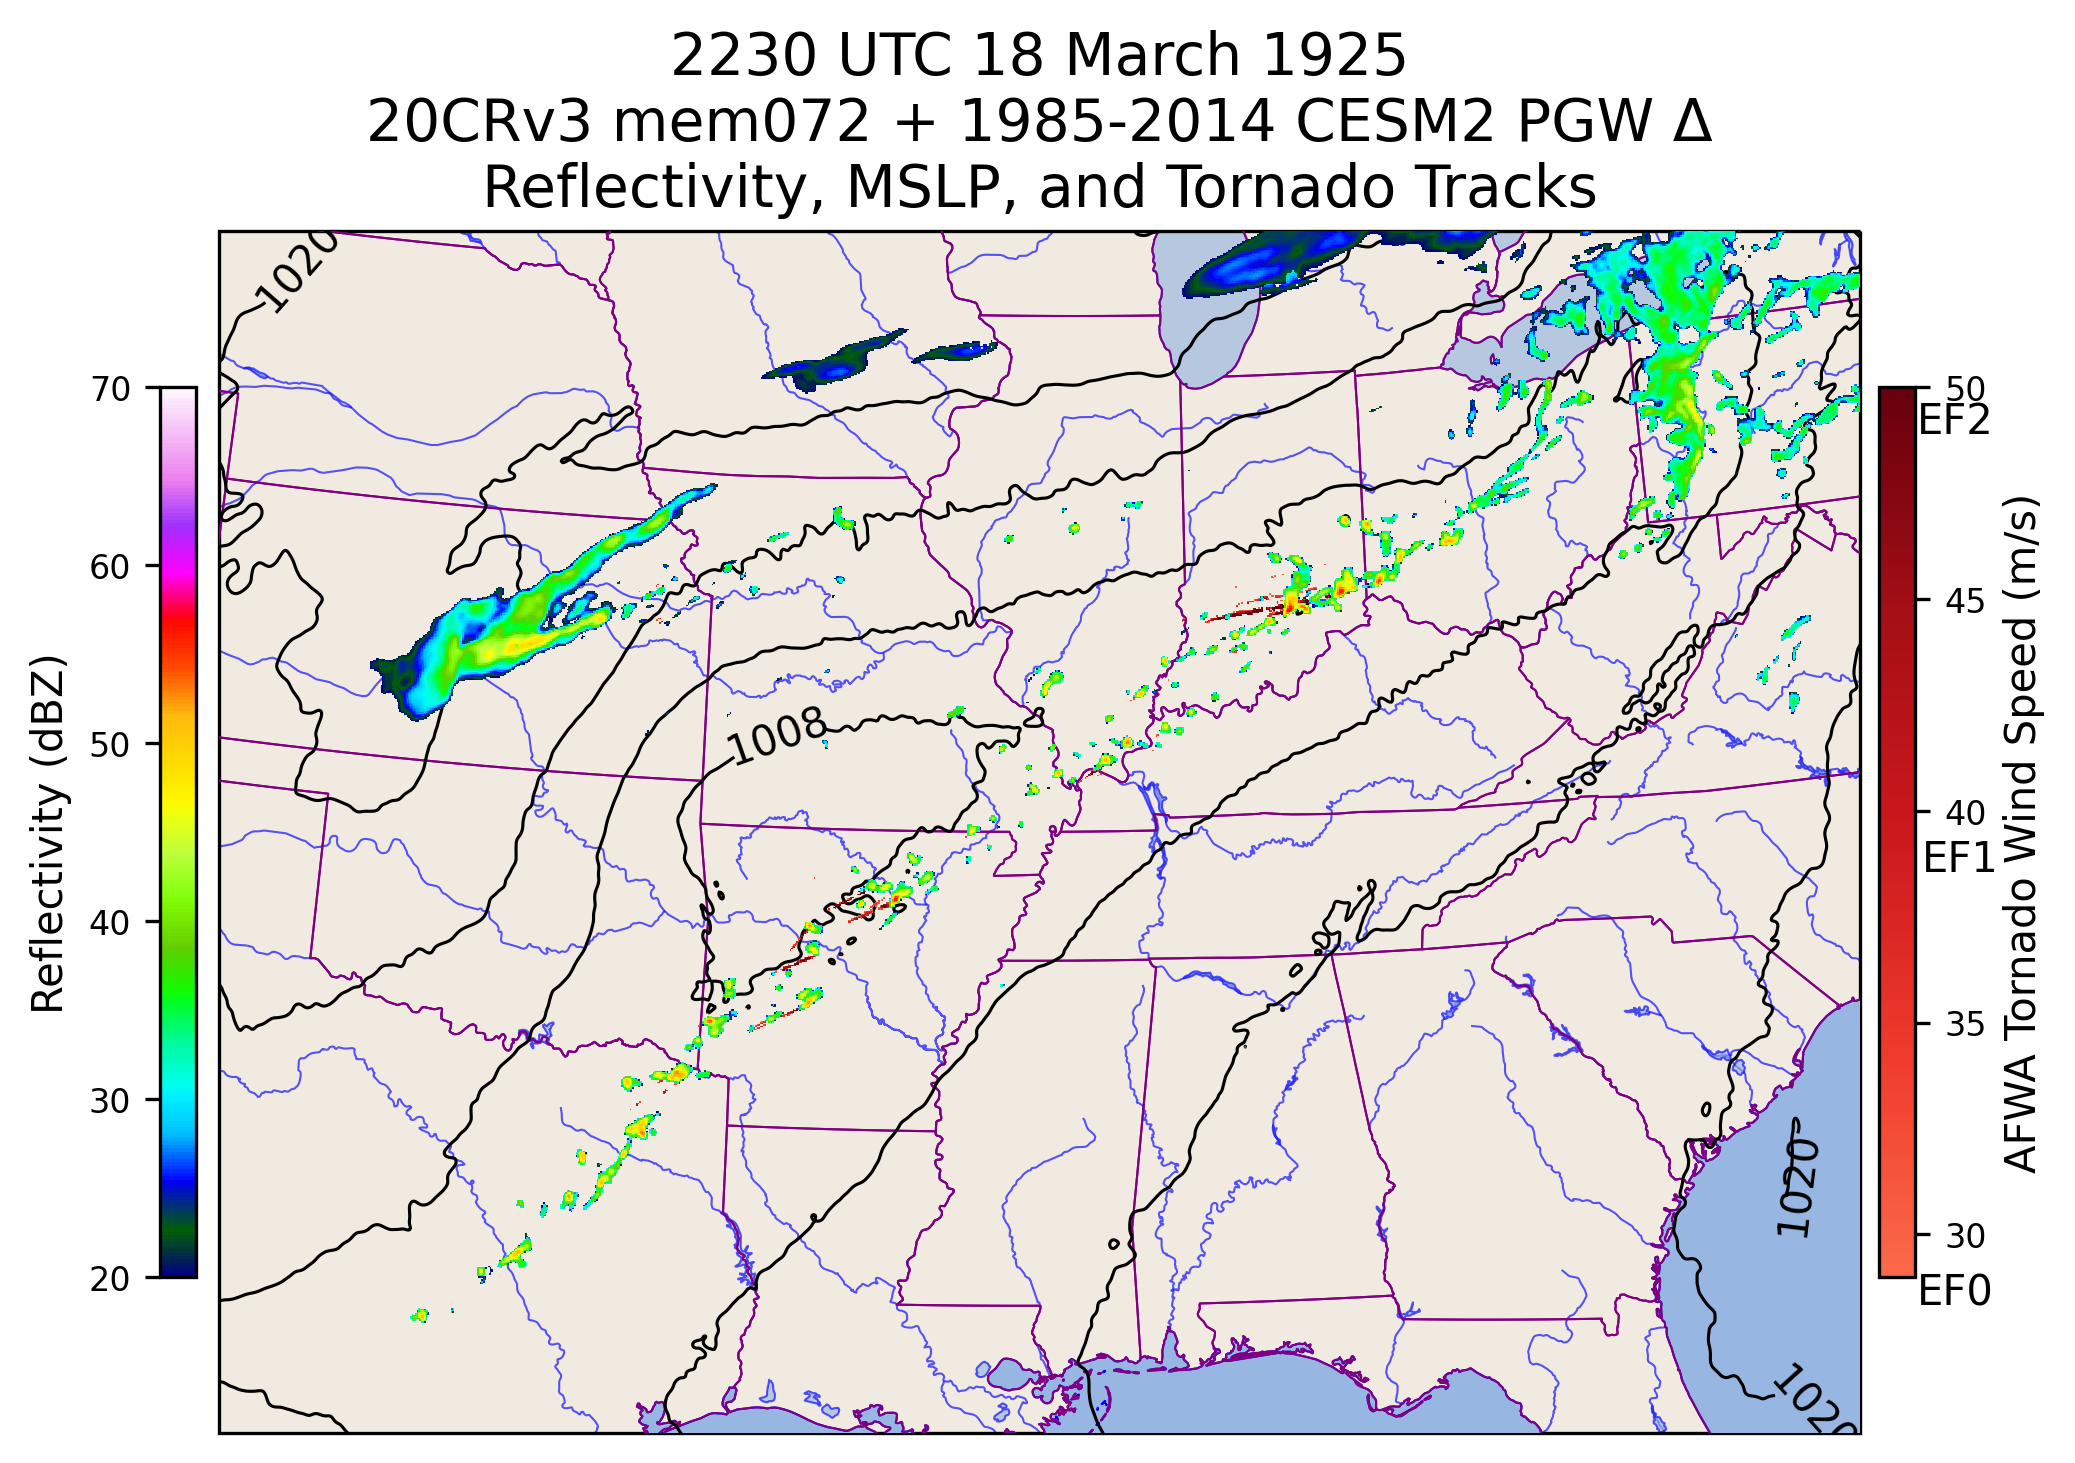 2230 UTC 18 March 1925
20CRv3 mem072 + 1985-2014 CESM2 PGW Δ
Reflectivity, MSLP, and Tornado Tracks
1020
1008
1020
1020
70
60
50
40
30
20
Reflectivity (dBZ)
50
EF2
45
40
EF1
35
30
EF0
AFWA Tornado Wind Speed (m/s)